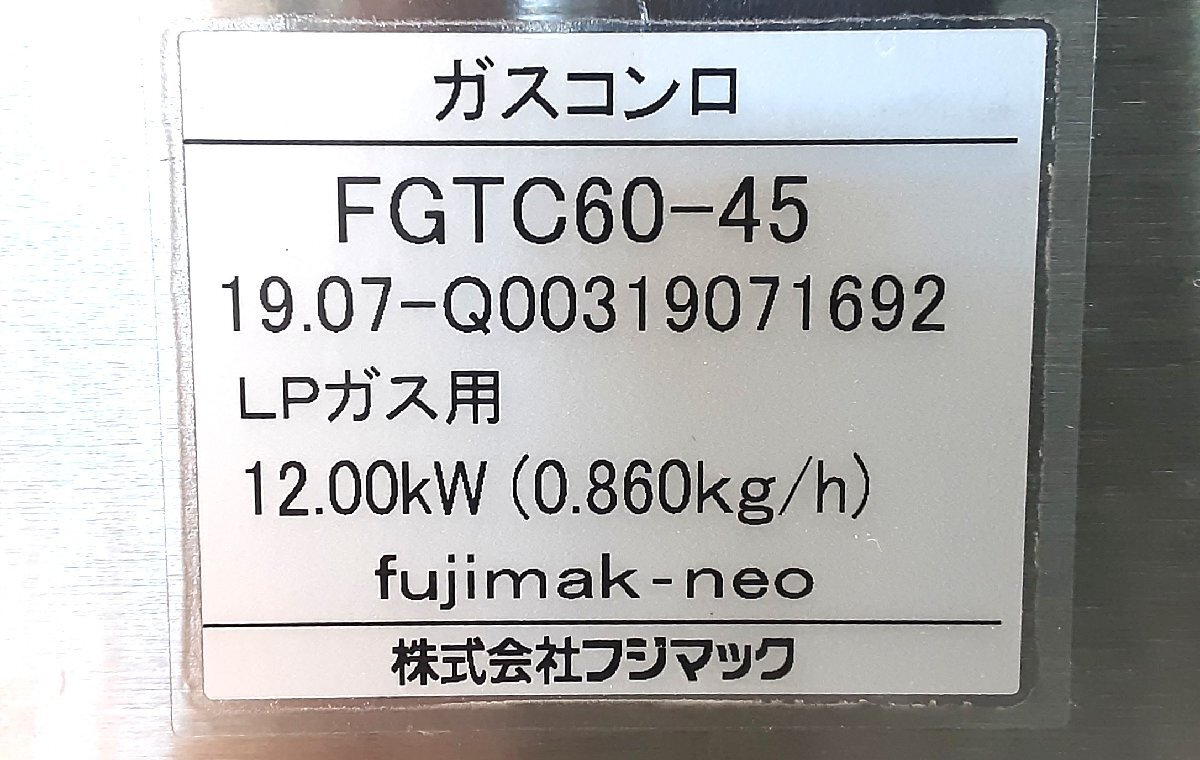 ガスコンロ
FGTC60-45
19.07-Q00319071692
LPガス用
12.00kW(0.860kg/h)
fujimak-neo
株式会社フジマック